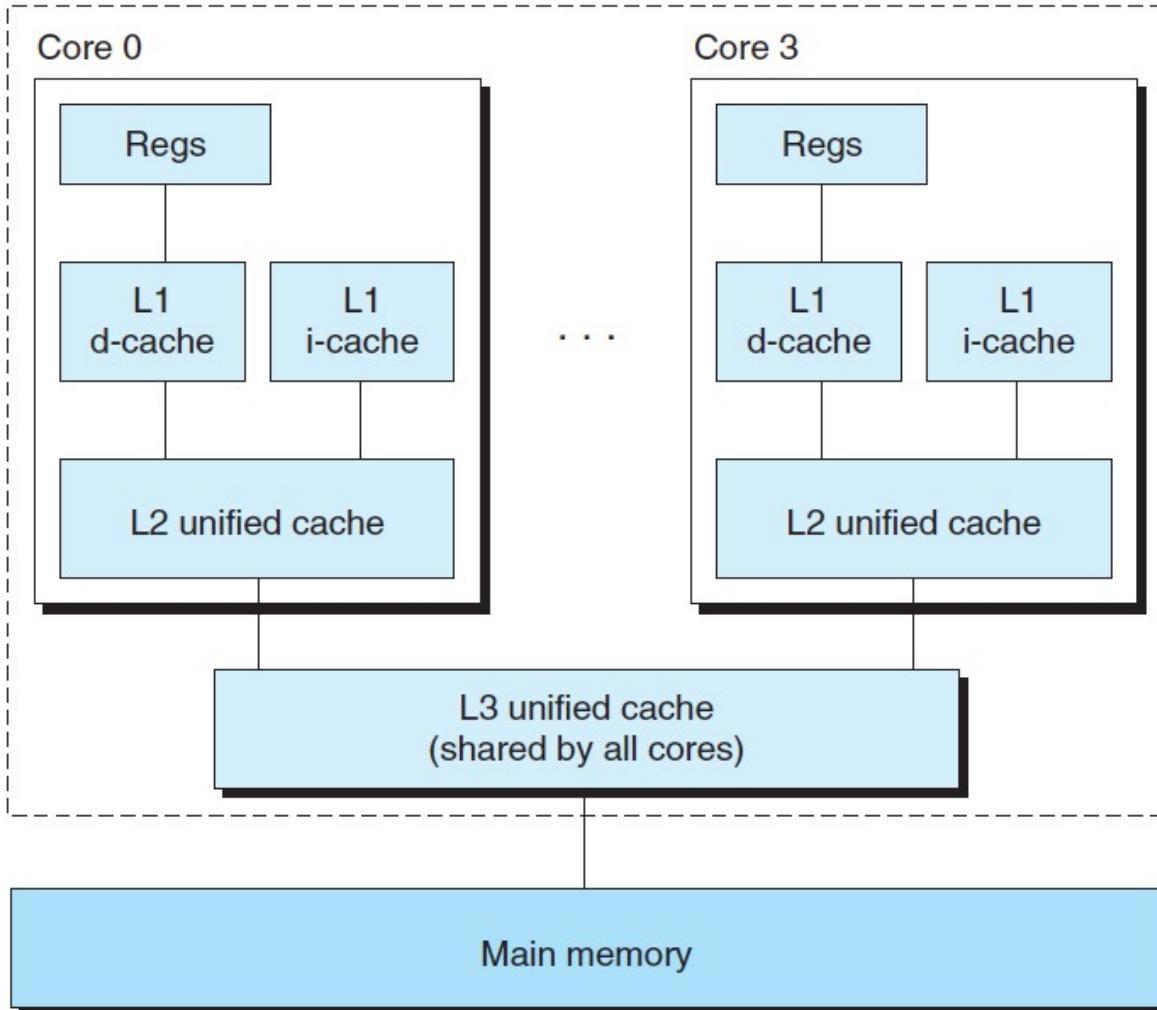 Core 0
Regs
L1
d-cache
L1
i-cache
L2 unified cache
. . .
Core 3
Regs
L1
d-cache
L1
i-cache
L2 unified cache
L3 unified cache
(shared by all cores)
Main memory